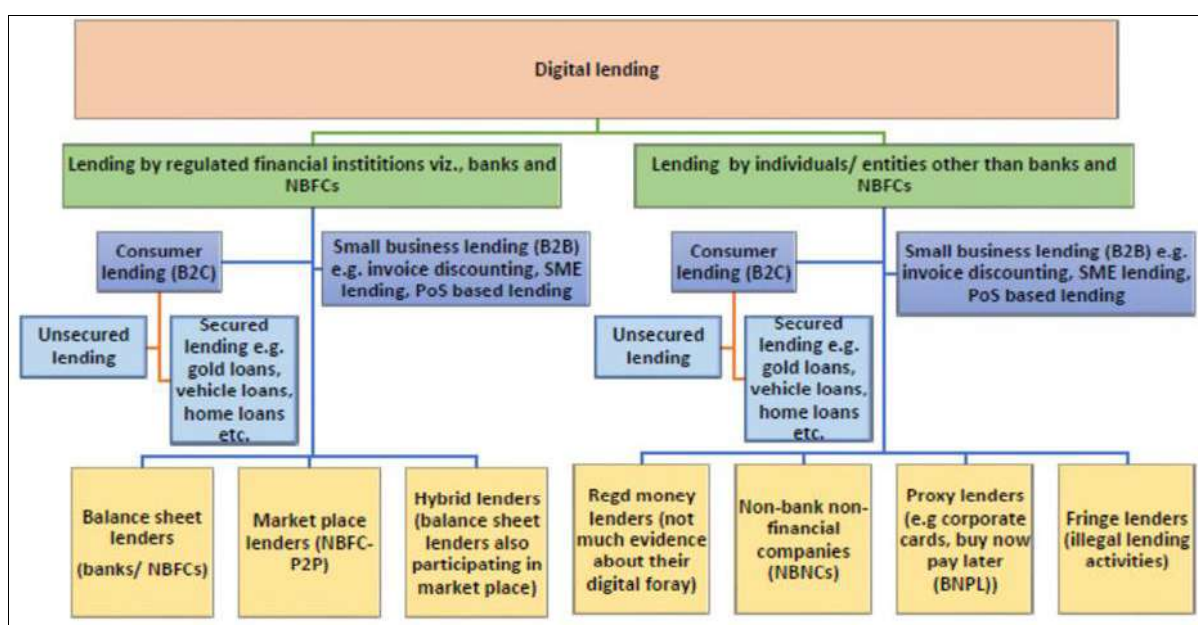 Digital lending
Lending by regulated financial instititions viz., banks and
NBFCs
Lending by individuals/ entities other than banks and
NBFCs
Consumer
lending (B2C)
Small business lending (B2B)
e.g. invoice discounting, SME
lending, PoS based lending
Unsecured
lending
Secured
lending e.g.
gold loans,
vehicle loans,
home loans
etc.
Consumer
lending (B2C)
Small business lending (B2B) e.g.
invoice discounting, SME lending,
PoS based lending
Unsecured
lending
Secured
lending e.g.
gold loans,
vehicle loans,
home loans
etc.
Balance sheet
lenders
(banks/ NBFCs)
Market place
lenders (NBFC-
P2P)
Hybrid lenders
(balance sheet
lenders also
participating in
market place)
Regd money
lenders (not
much evidence
about their
digital foray)
Non-bank non-
financial
companies
(NBNCs)
Proxy lenders
(e.g corporate
cards, buy now
pay later
(BNPL))
Fringe lenders
(illegal lending
activities)